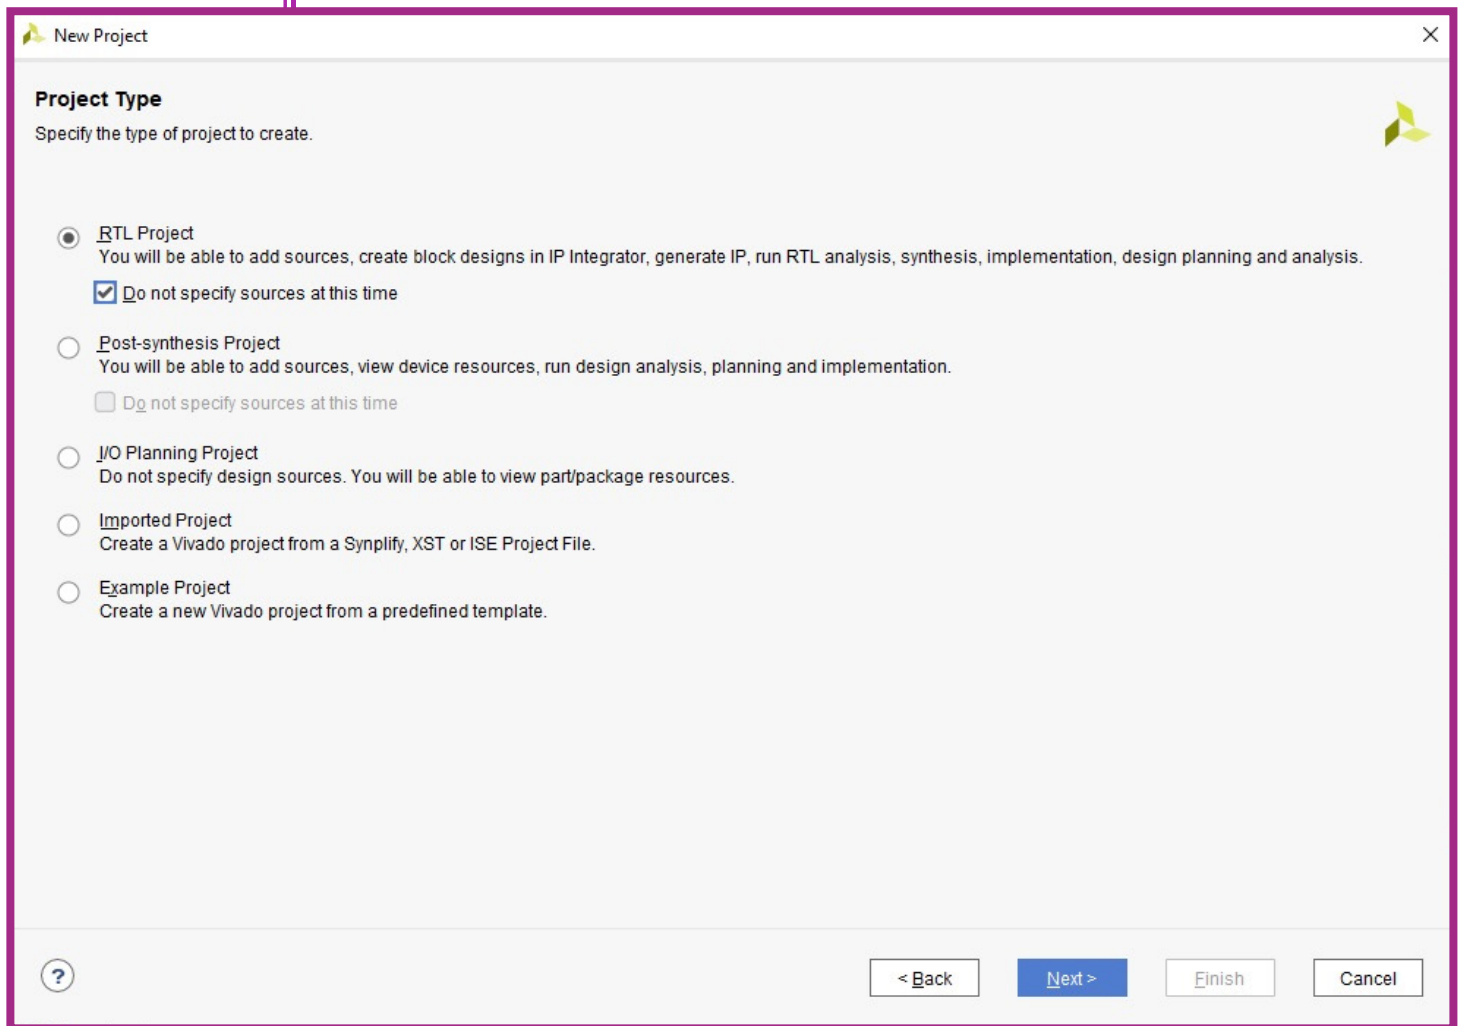 New Project
Project Type
Specify the type of project to create.
RTL Project
You will be able to add sources, create block designs in IP Integrator, generate IP, run RTL analysis, synthesis, implementation, design planning and analysis.
Do not specify sources at this time
Post-synthesis Project
You will be able to add sources, view device resources, run design analysis, planning and implementation.
Do not specify sources at this time
I/O Planning Project
Do not specify design sources. You will be able to view part/package resources.
Imported Project
Create a Vivado project from a Synplify, XST or ISE Project File.
Example Project
Create a new Vivado project from a predefined template.
? < Back Next > Finish Cancel